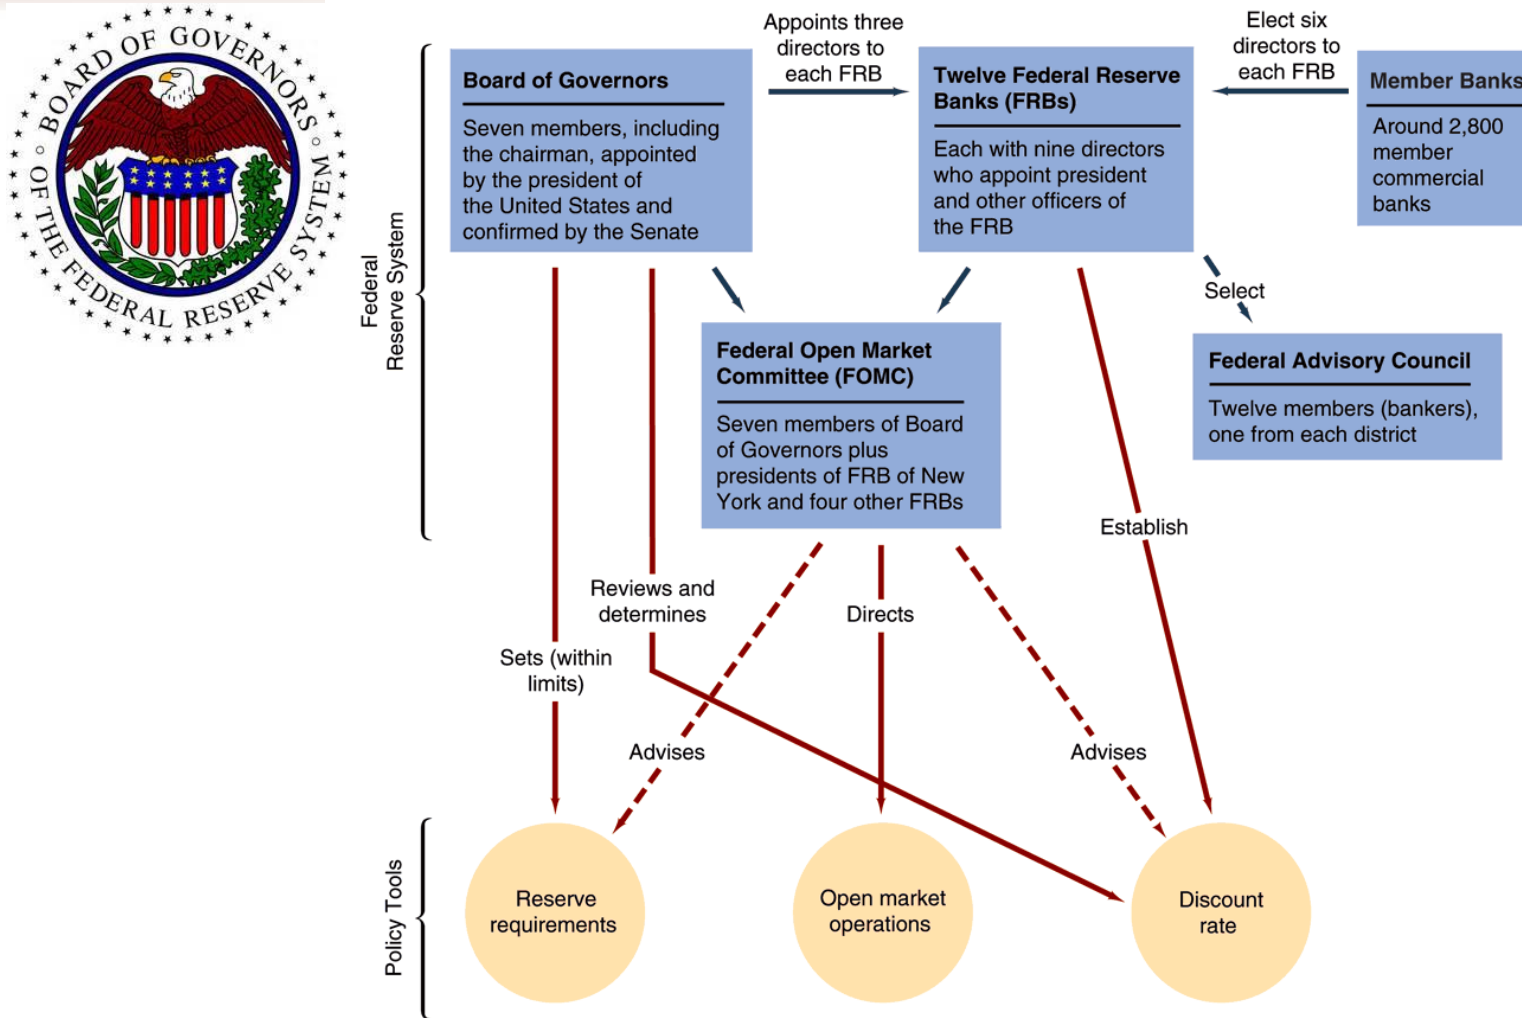 BOARD OF GOVERNORS
OF THE FEDERAL RESERVE SYSTEM
Federal
Reserve System
Board of Governors
Seven members, including
the chairman, appointed
by the president of
the United States and
confirmed by the Senate
Appoints three
directors to
each FRB
Twelve Federal Reserve
Banks (FRBs)
Each with nine directors
who appoint president
and other officers of
the FRB
Elect six
directors to
each FRB
Member Banks
Around 2,800
member
commercial
banks
Select
Federal Open Market
Committee (FOMC)
Seven members of Board
of Governors plus
presidents of FRB of New
York and four other FRBs
Federal Advisory Council
Twelve members (bankers),
one from each district
Establish
Reviews and
determines
Directs
Sets (within
limits)
Advises
Advises
Policy Tools
Reserve
requirements
Open market
operations
Discount
rate